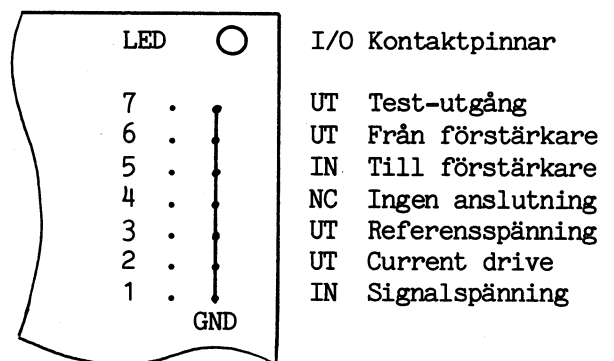 LED I/O Kontaktpinnar
7 . UT Test-utgång
6 . UT Från förstärkare
5 . IN Till förstärkare
4 . NC Ingen anslutning
3 . UT Referensspänning
2 . UT Current drive
1 . IN Signalspänning
GND